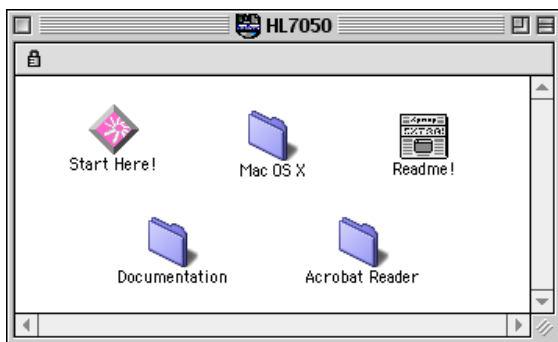 HL7050
Start Here!
Mac OS X
Readme!
Documentation
Acrobat Reader